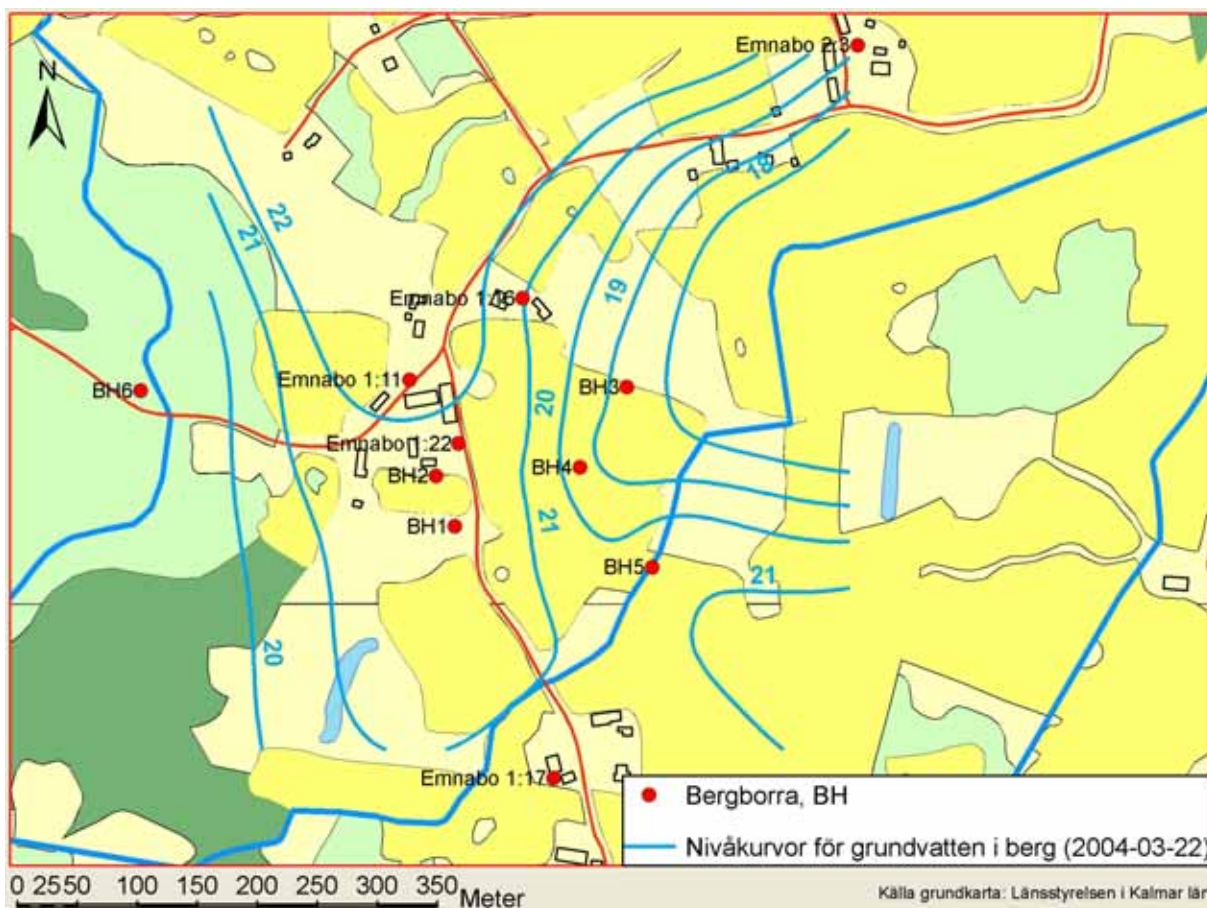 Emnabo 2:3
N
18
22
21
19
Emnabo 1:16
Emnabo 1:11
BH6
BH3
20
Emnabo 1:22
BH4
BH2
21
BH1
BH5
21
20
Emnabo 1:17
Bergborra, BH
Nivåkurvor för grundvatten i berg (2004-03-22)
0 25 50 100 150 200 250 300 350 Meter
Källa grundkarta: Länsstyrelsen i Kalmar län